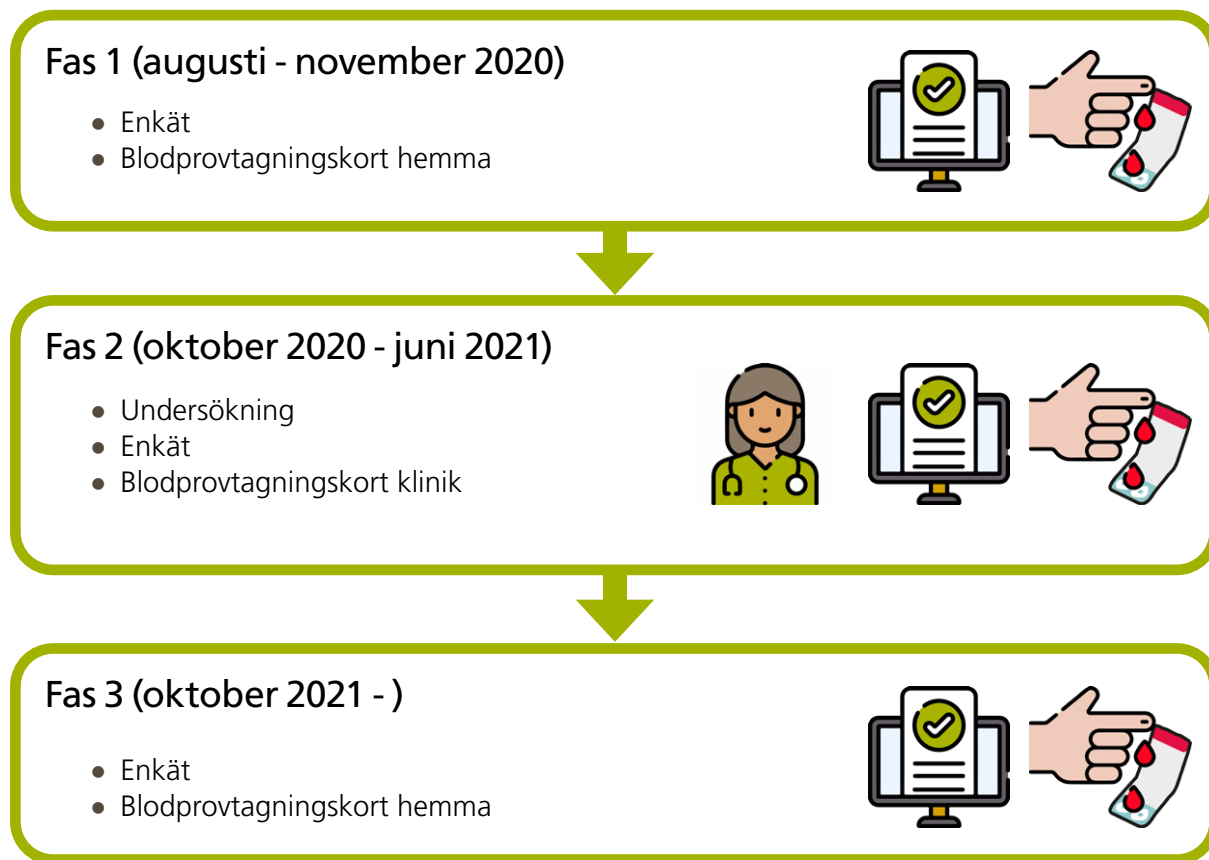 Fas 1 (augusti - november 2020)
● Enkät
● Blodprovtagningskort hemma
Fas 2 (oktober 2020 - juni 2021)
● Undersökning
● Enkät
● Blodprovtagningskort klinik
Fas 3 (oktober 2021 - )
● Enkät
● Blodprovtagningskort hemma